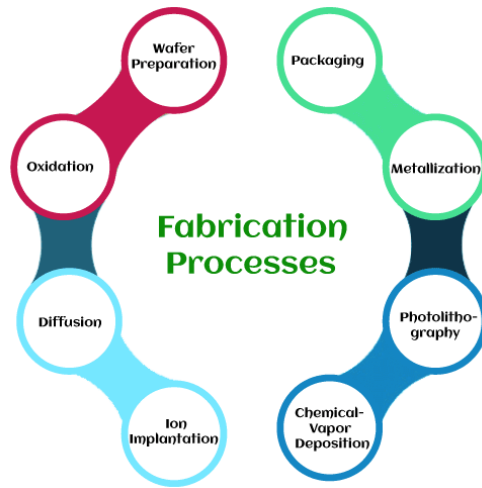 Wafer
Preparation
Oxidation
Diffusion
Ion
Implantation
Fabrication
Processes
Packaging
Metallization
Photolitho-
graphy
Chemical-
Vapor
Deposition